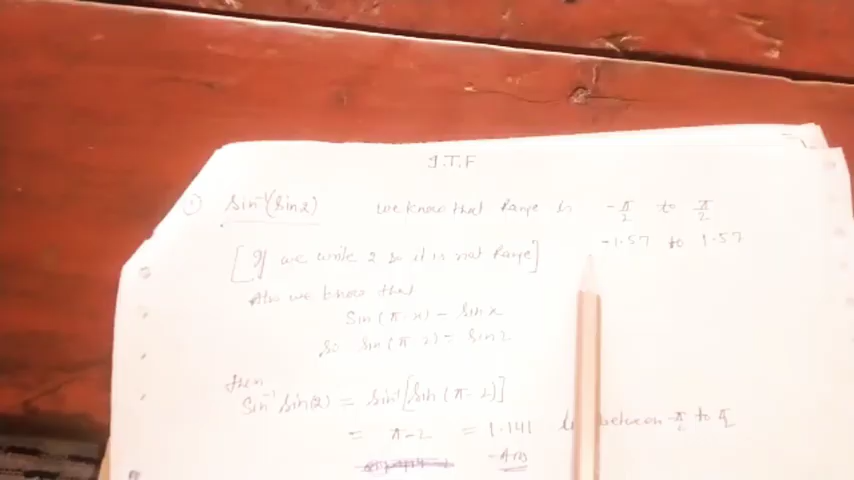 I.T.F
① sin⁻¹(sin2) we know that Range is -π/2 to π/2
[If we write 2 so it is not Range] -1.57 to 1.57
Also we know that
Sin(π-x) = sinx
So sin(π-2) = sin2
then
Sin⁻¹ sin(2) = sin⁻¹[sin(π-2)]
= π-2 = 1.141 between -π/2 to π/2
-Ans